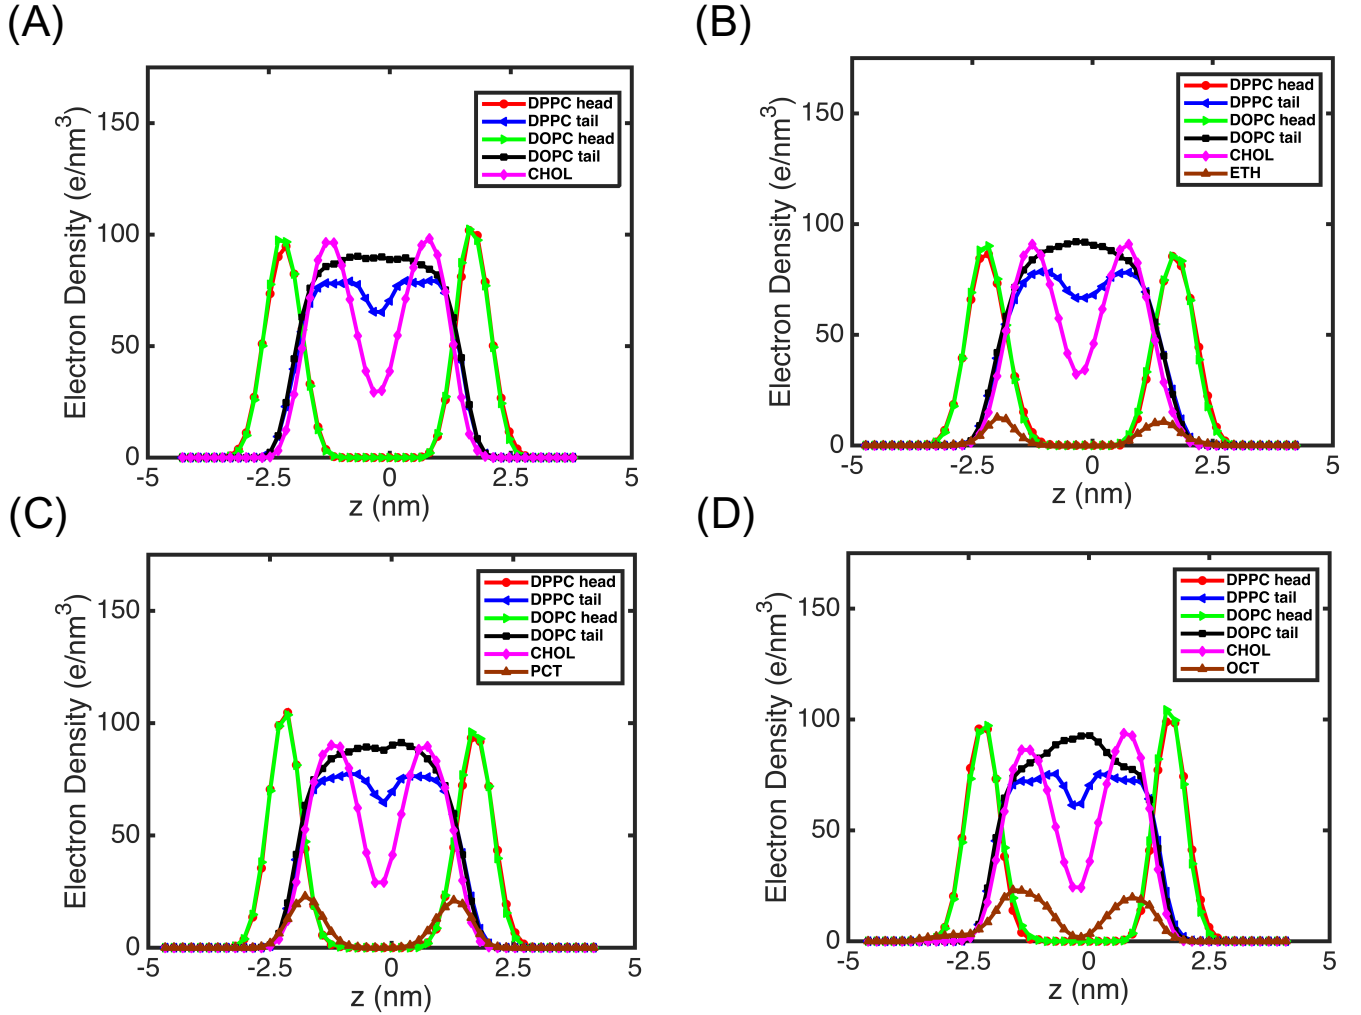 (A)
Electron Density (e/nm3)
150
100
50
0
-5
-2.5
0
2.5
5
z (nm)
DPPC head
DPPC tail
DOPC head
DOPC tail
CHOL
(B)
Electron Density (e/nm3)
150
100
50
0
-5
-2.5
0
2.5
5
z (nm)
DPPC head
DPPC tail
DOPC head
DOPC tail
CHOL
ETH
(C)
Electron Density (e/nm3)
150
100
50
0
-5
-2.5
0
2.5
5
z (nm)
DPPC head
DPPC tail
DOPC head
DOPC tail
CHOL
PCT
(D)
Electron Density (e/nm3)
150
100
50
0
-5
-2.5
0
2.5
5
z (nm)
DPPC head
DPPC tail
DOPC head
DOPC tail
CHOL
OCT